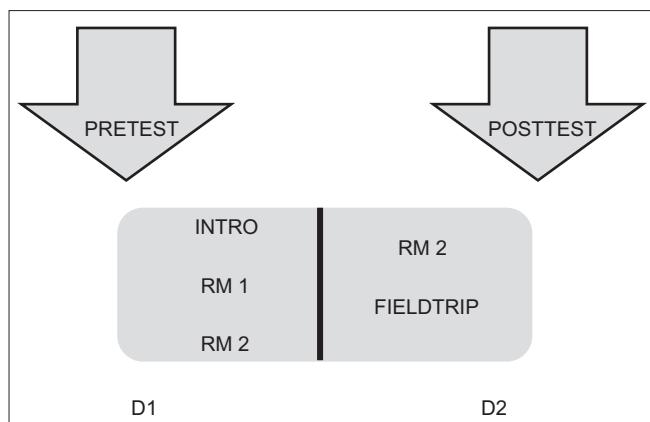 PRETEST
POSTTEST
INTRO
RM 1
RM 2
RM 2
FIELDTRIP
D1
D2